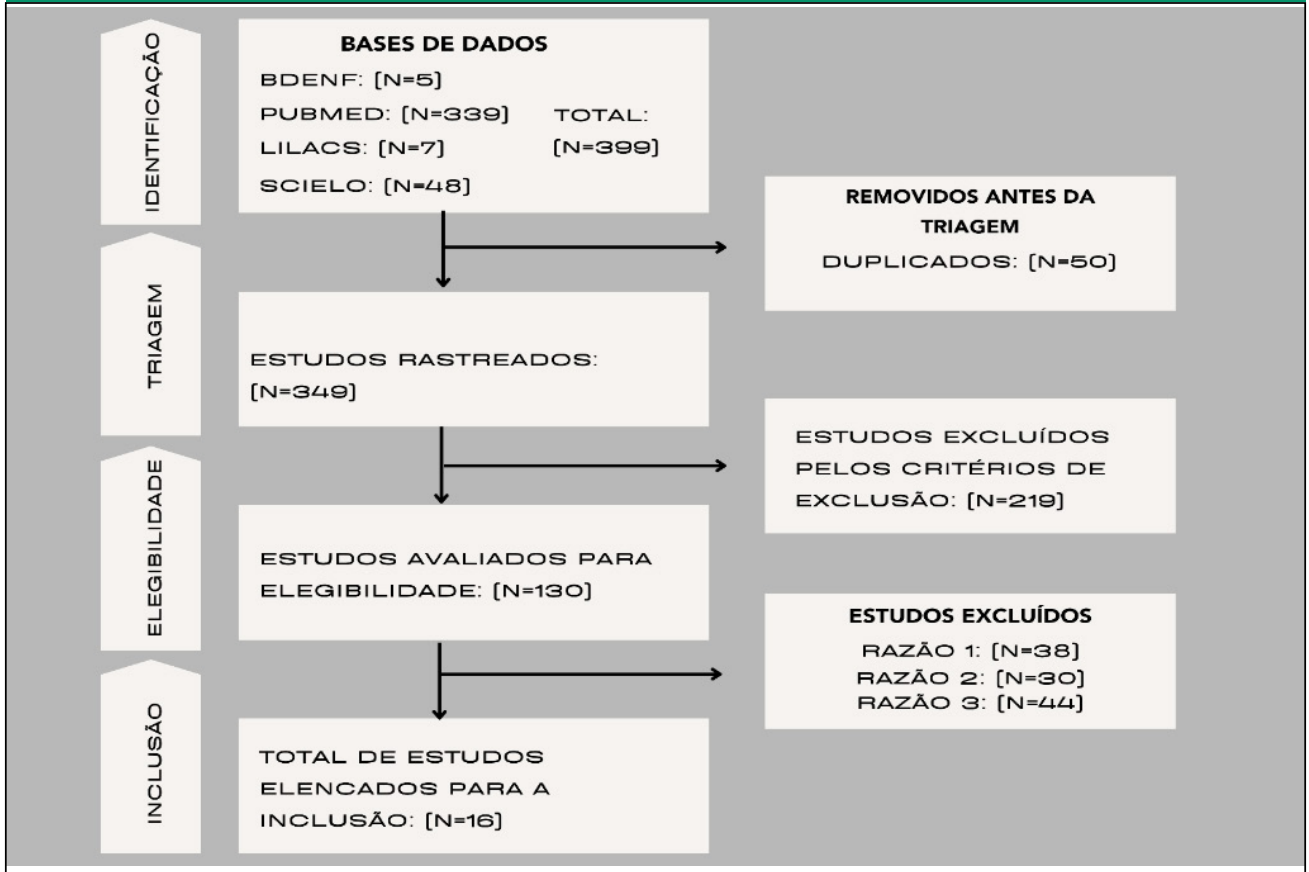 IDENTIFICAÇÃO
BASES DE DADOS
BDENF: (N=5)
PUBMED: (N=339)
LILACS: (N=7)
SCIELO: (N=48)
TOTAL:
(N=399)
REMOVIDOS ANTES DA
TRIAGEM
DUPLICADOS: (N=50)
TRIAGEM
ESTUDOS RASTREADOS:
(N=349)
ESTUDOS EXCLUÍDOS
PELOS CRITÉRIOS DE
EXCLUSÃO: (N=219)
ELEGIBILIDADE
ESTUDOS AVALIADOS PARA
ELEGIBILIDADE: (N=130)
ESTUDOS EXCLUÍDOS
RAZÃO 1: (N=38)
RAZÃO 2: (N=30)
RAZÃO 3: (N=44)
INCLUSÃO
TOTAL DE ESTUDOS
ELENCADOS PARA A
INCLUSÃO: (N=16)